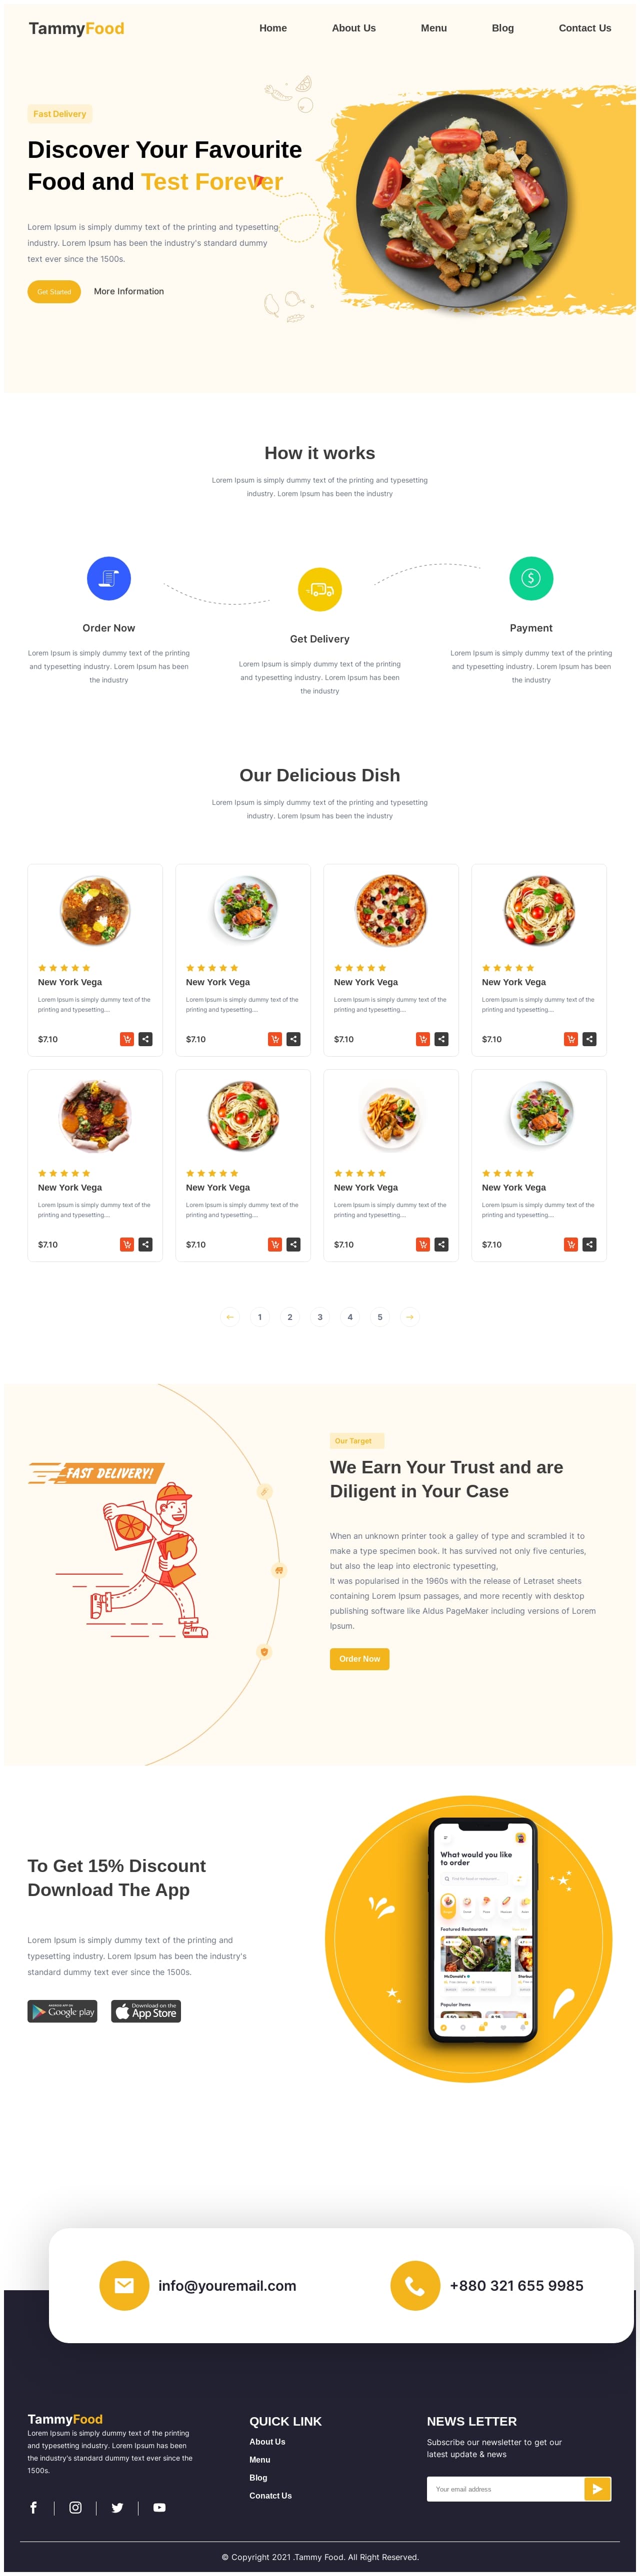 TammyFood
Home About Us Menu Blog Contact Us
Fast Delivery
Discover Your Favourite
Food and Test Forever
Lorem Ipsum is simply dummy text of the printing and typesetting
industry. Lorem Ipsum has been the industry's standard dummy
text ever since the 1500s.
Get Started More Information
How it works
Lorem Ipsum is simply dummy text of the printing and typesetting
industry. Lorem Ipsum has been the industry
Order Now
Lorem Ipsum is simply dummy text of the printing
and typesetting industry. Lorem Ipsum has been
the industry
Get Delivery
Lorem Ipsum is simply dummy text of the printing
and typesetting industry. Lorem Ipsum has been
the industry
Payment
Lorem Ipsum is simply dummy text of the printing
and typesetting industry. Lorem Ipsum has been
the industry
Our Delicious Dish
Lorem Ipsum is simply dummy text of the printing and typesetting
industry. Lorem Ipsum has been the industry
New York Vega
Lorem Ipsum is simply dummy text of the
printing and typesetting....
$7.10
New York Vega
Lorem Ipsum is simply dummy text of the
printing and typesetting....
$7.10
New York Vega
Lorem Ipsum is simply dummy text of the
printing and typesetting....
$7.10
New York Vega
Lorem Ipsum is simply dummy text of the
printing and typesetting....
$7.10
New York Vega
Lorem Ipsum is simply dummy text of the
printing and typesetting....
$7.10
New York Vega
Lorem Ipsum is simply dummy text of the
printing and typesetting....
$7.10
New York Vega
Lorem Ipsum is simply dummy text of the
printing and typesetting....
$7.10
New York Vega
Lorem Ipsum is simply dummy text of the
printing and typesetting....
$7.10
1 2 3 4 5
FAST DELIVERY!
Our Target
We Earn Your Trust and are
Diligent in Your Case
When an unknown printer took a galley of type and scrambled it to
make a type specimen book. It has survived not only five centuries,
but also the leap into electronic typesetting,
It was popularised in the 1960s with the release of Letraset sheets
containing Lorem Ipsum passages, and more recently with desktop
publishing software like Aldus PageMaker including versions of Lorem
Ipsum.
Order Now
To Get 15% Discount
Download The App
Lorem Ipsum is simply dummy text of the printing and
typesetting industry. Lorem Ipsum has been the industry's
standard dummy text ever since the 1500s.
Google play
Download on the
App Store
What would you like
to order
Find for food or restaurant...
Featured Restaurants
McDonald's
Popular Items
info@youremail.com
+880 321 655 9985
TammyFood
Lorem Ipsum is simply dummy text of the printing
and typesetting industry. Lorem Ipsum has been
the industry's standard dummy text ever since the
1500s.
QUICK LINK
About Us
Menu
Blog
Conatct Us
NEWS LETTER
Subscribe our newsletter to get our
latest update & news
Your email address
© Copyright 2021 .Tammy Food. All Right Reserved.